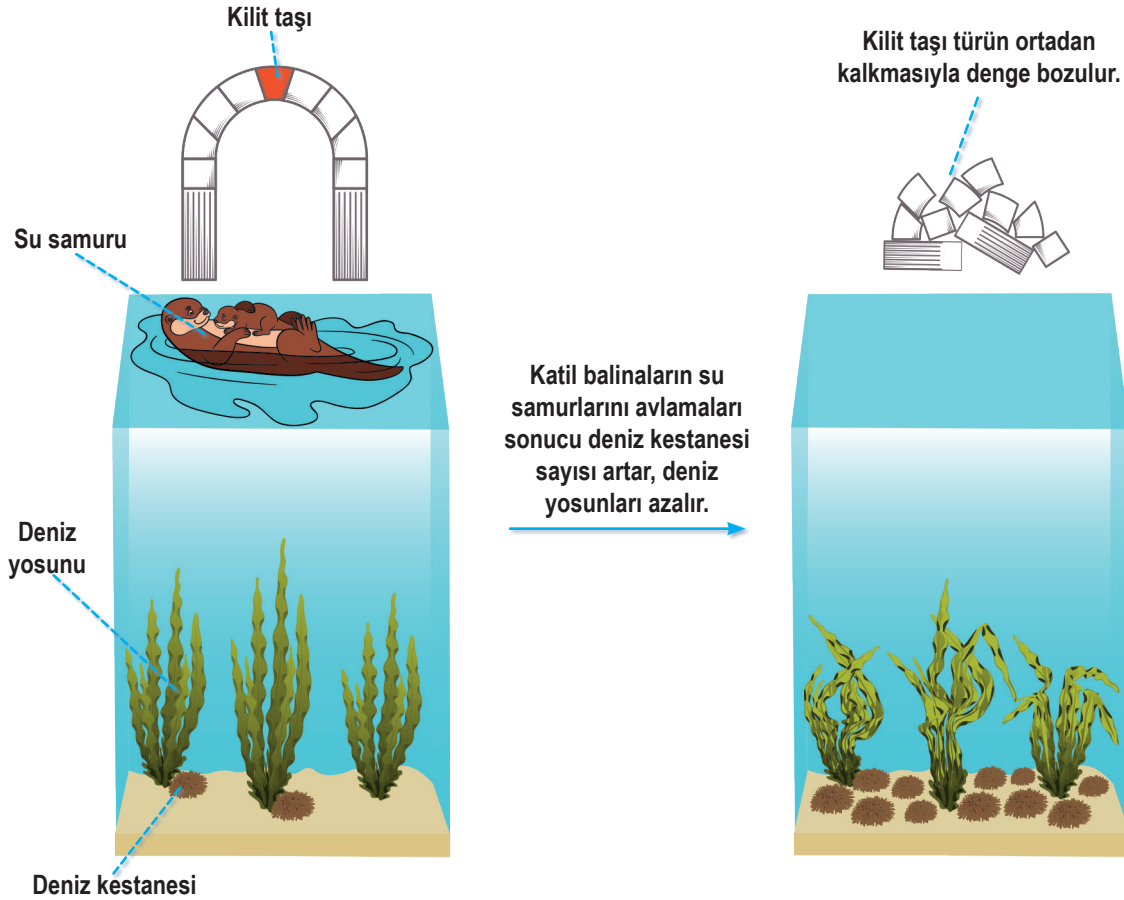 Kilit taşı
Kilit taşı türün ortadan
kalkmasıyla denge bozulur.
Su samuru
Katil balinaların su
samurlarını avlamaları
sonucu deniz kestanesi
sayısı artar, deniz
yosunları azalır.
Deniz
yosunu
Deniz kestanesi